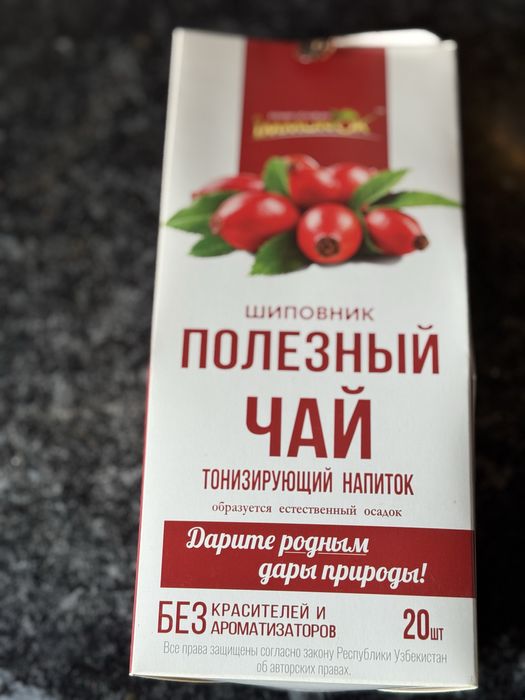 ШИПОВНИК
ПОЛЕЗНЫЙ
ЧАЙ
ТОНИЗИРУЮЩИЙ НАПИТОК
образуется естественный осадок
Дарите родным
дары природы!
БЕЗ КРАСИТЕЛЕЙ И
АРОМАТИЗАТОРОВ
20шт
Все права защищены согласно закону Республики Узбекистан
об авторских правах.